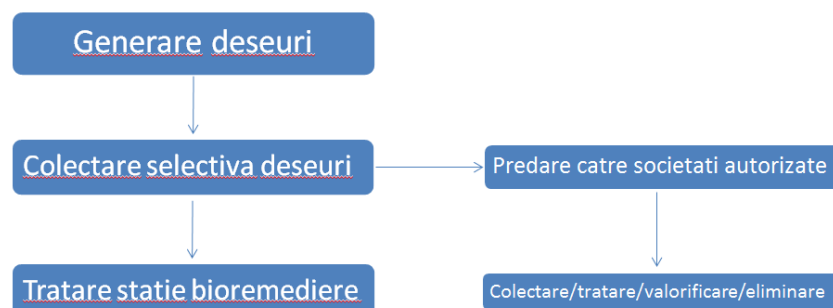 Generare deseuri
Colectare selectiva deseuri
Predare catre societati autorizate
Tratare statie bioremediere
Colectare/tratare/valorificare/eliminare